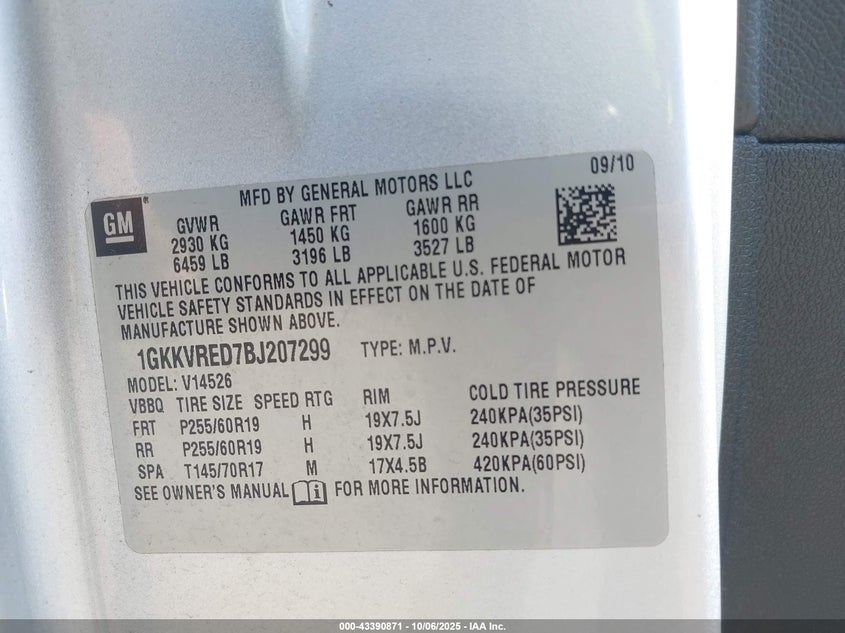 09/10
MFD BY GENERAL MOTORS LLC
GM®
GVWR GAWR FRT GAWR RR
2930 KG 1450 KG 1600 KG
6459 LB 3196 LB 3527 LB
THIS VEHICLE CONFORMS TO ALL APPLICABLE U.S. FEDERAL MOTOR
VEHICLE SAFETY STANDARDS IN EFFECT ON THE DATE OF
MANUFACTURE SHOWN ABOVE.
1GKKVRED7BJ207299 TYPE: M.P.V.
MODEL: V14526
VBBQ TIRE SIZE SPEED RTG RIM COLD TIRE PRESSURE
FRT P255/60R19 H 19X7.5J 240KPA(35PSI)
RR P255/60R19 H 19X7.5J 240KPA(35PSI)
SPA T145/70R17 M 17X4.5B 420KPA(60PSI)
SEE OWNER'S MANUAL i FOR MORE INFORMATION.
000-43390871 - 10/06/2025 - IAA Inc.